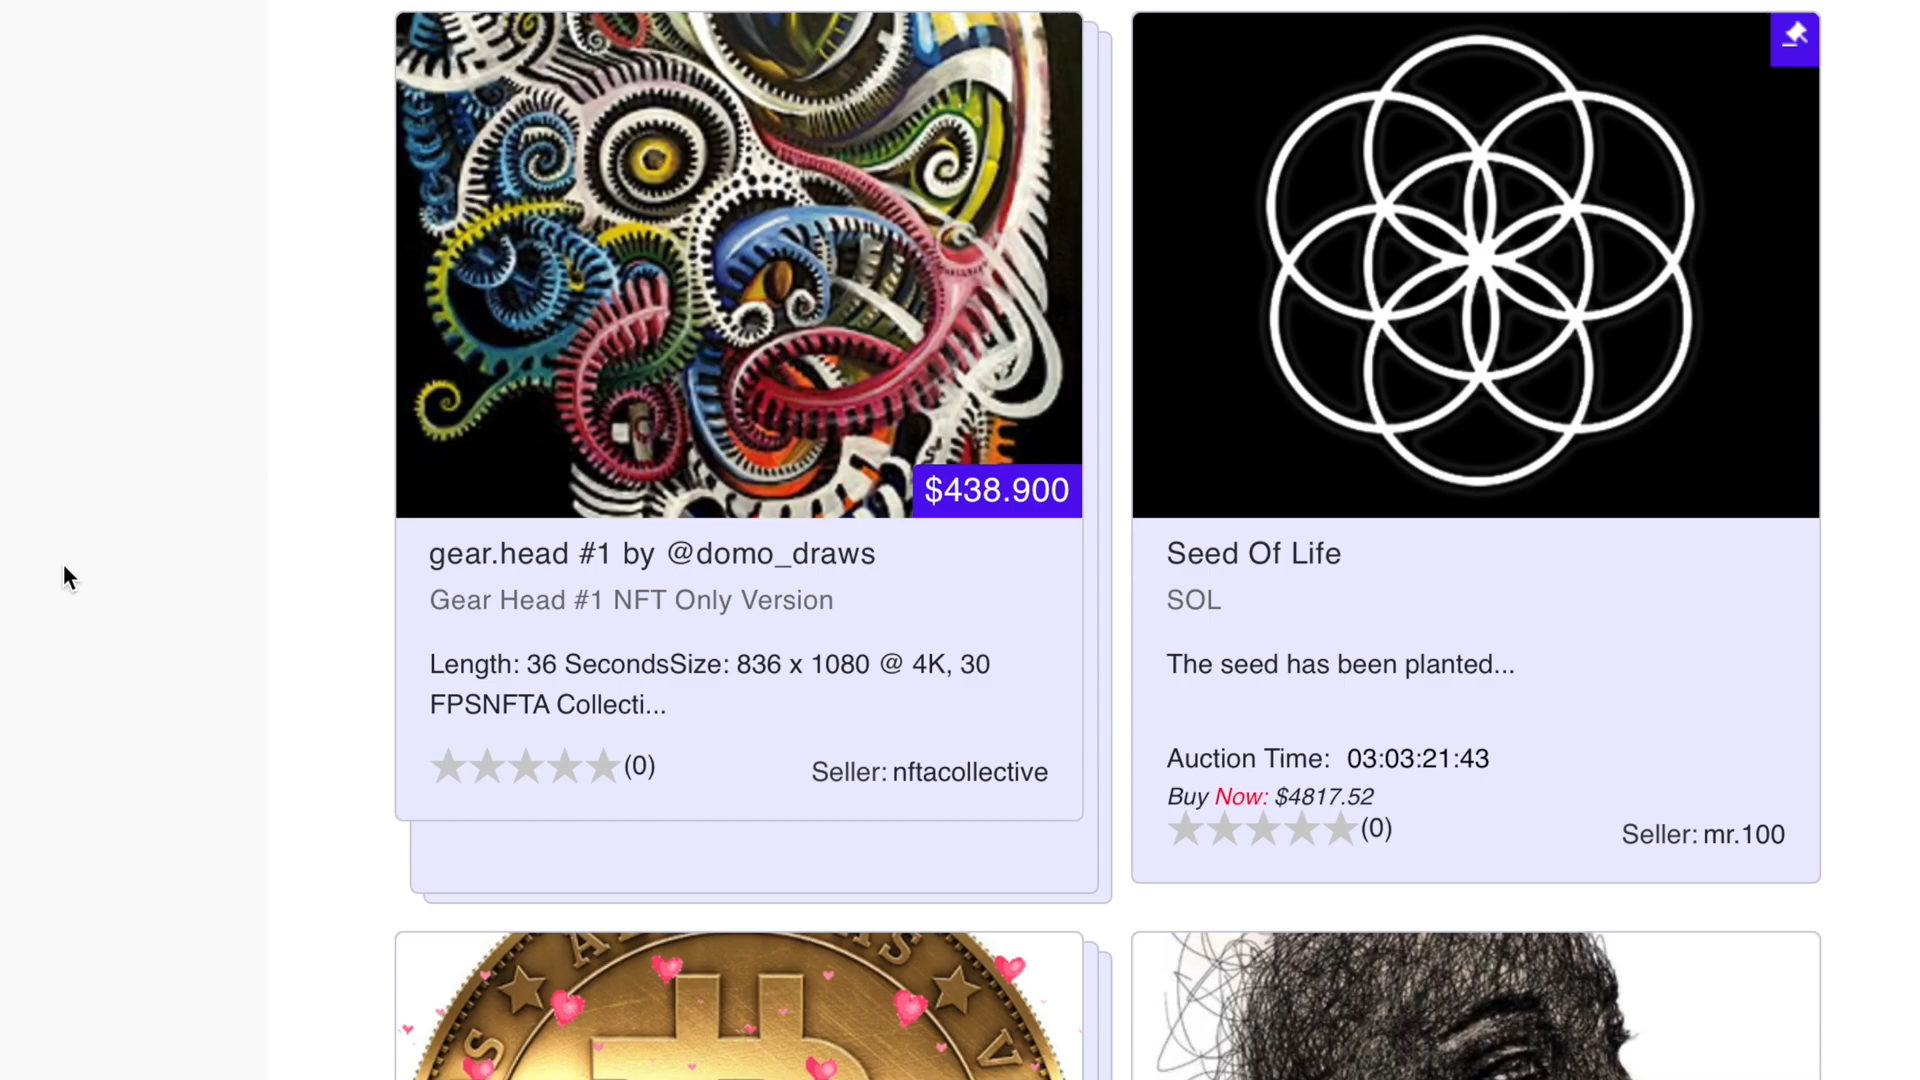 $438.900
gear.head #1 by @domo_draws
Gear Head #1 NFT Only Version
Length: 36 SecondsSize: 836 x 1080 @ 4K, 30
FPSNFTA Collecti...
(0)
Seller: nftacollective
Seed Of Life
SOL
The seed has been planted...
Auction Time: 03:03:21:43
Buy Now: $4817.52
(0)
Seller: mr.100